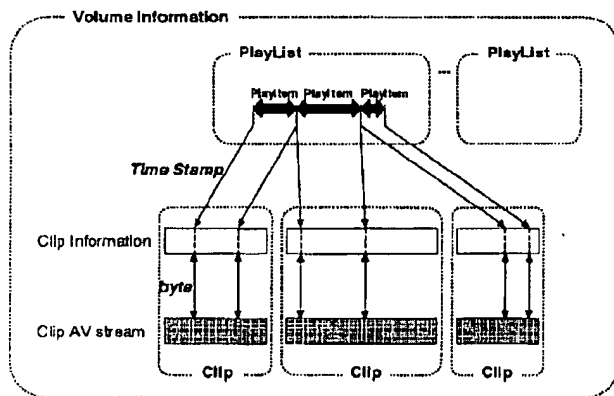 Volume Information
PlayList
PlayList
...
PlayItem PlayItem PlayItem
Time Stamp
Clip Information
byte
Clip AV stream
Clip
Clip
Clip